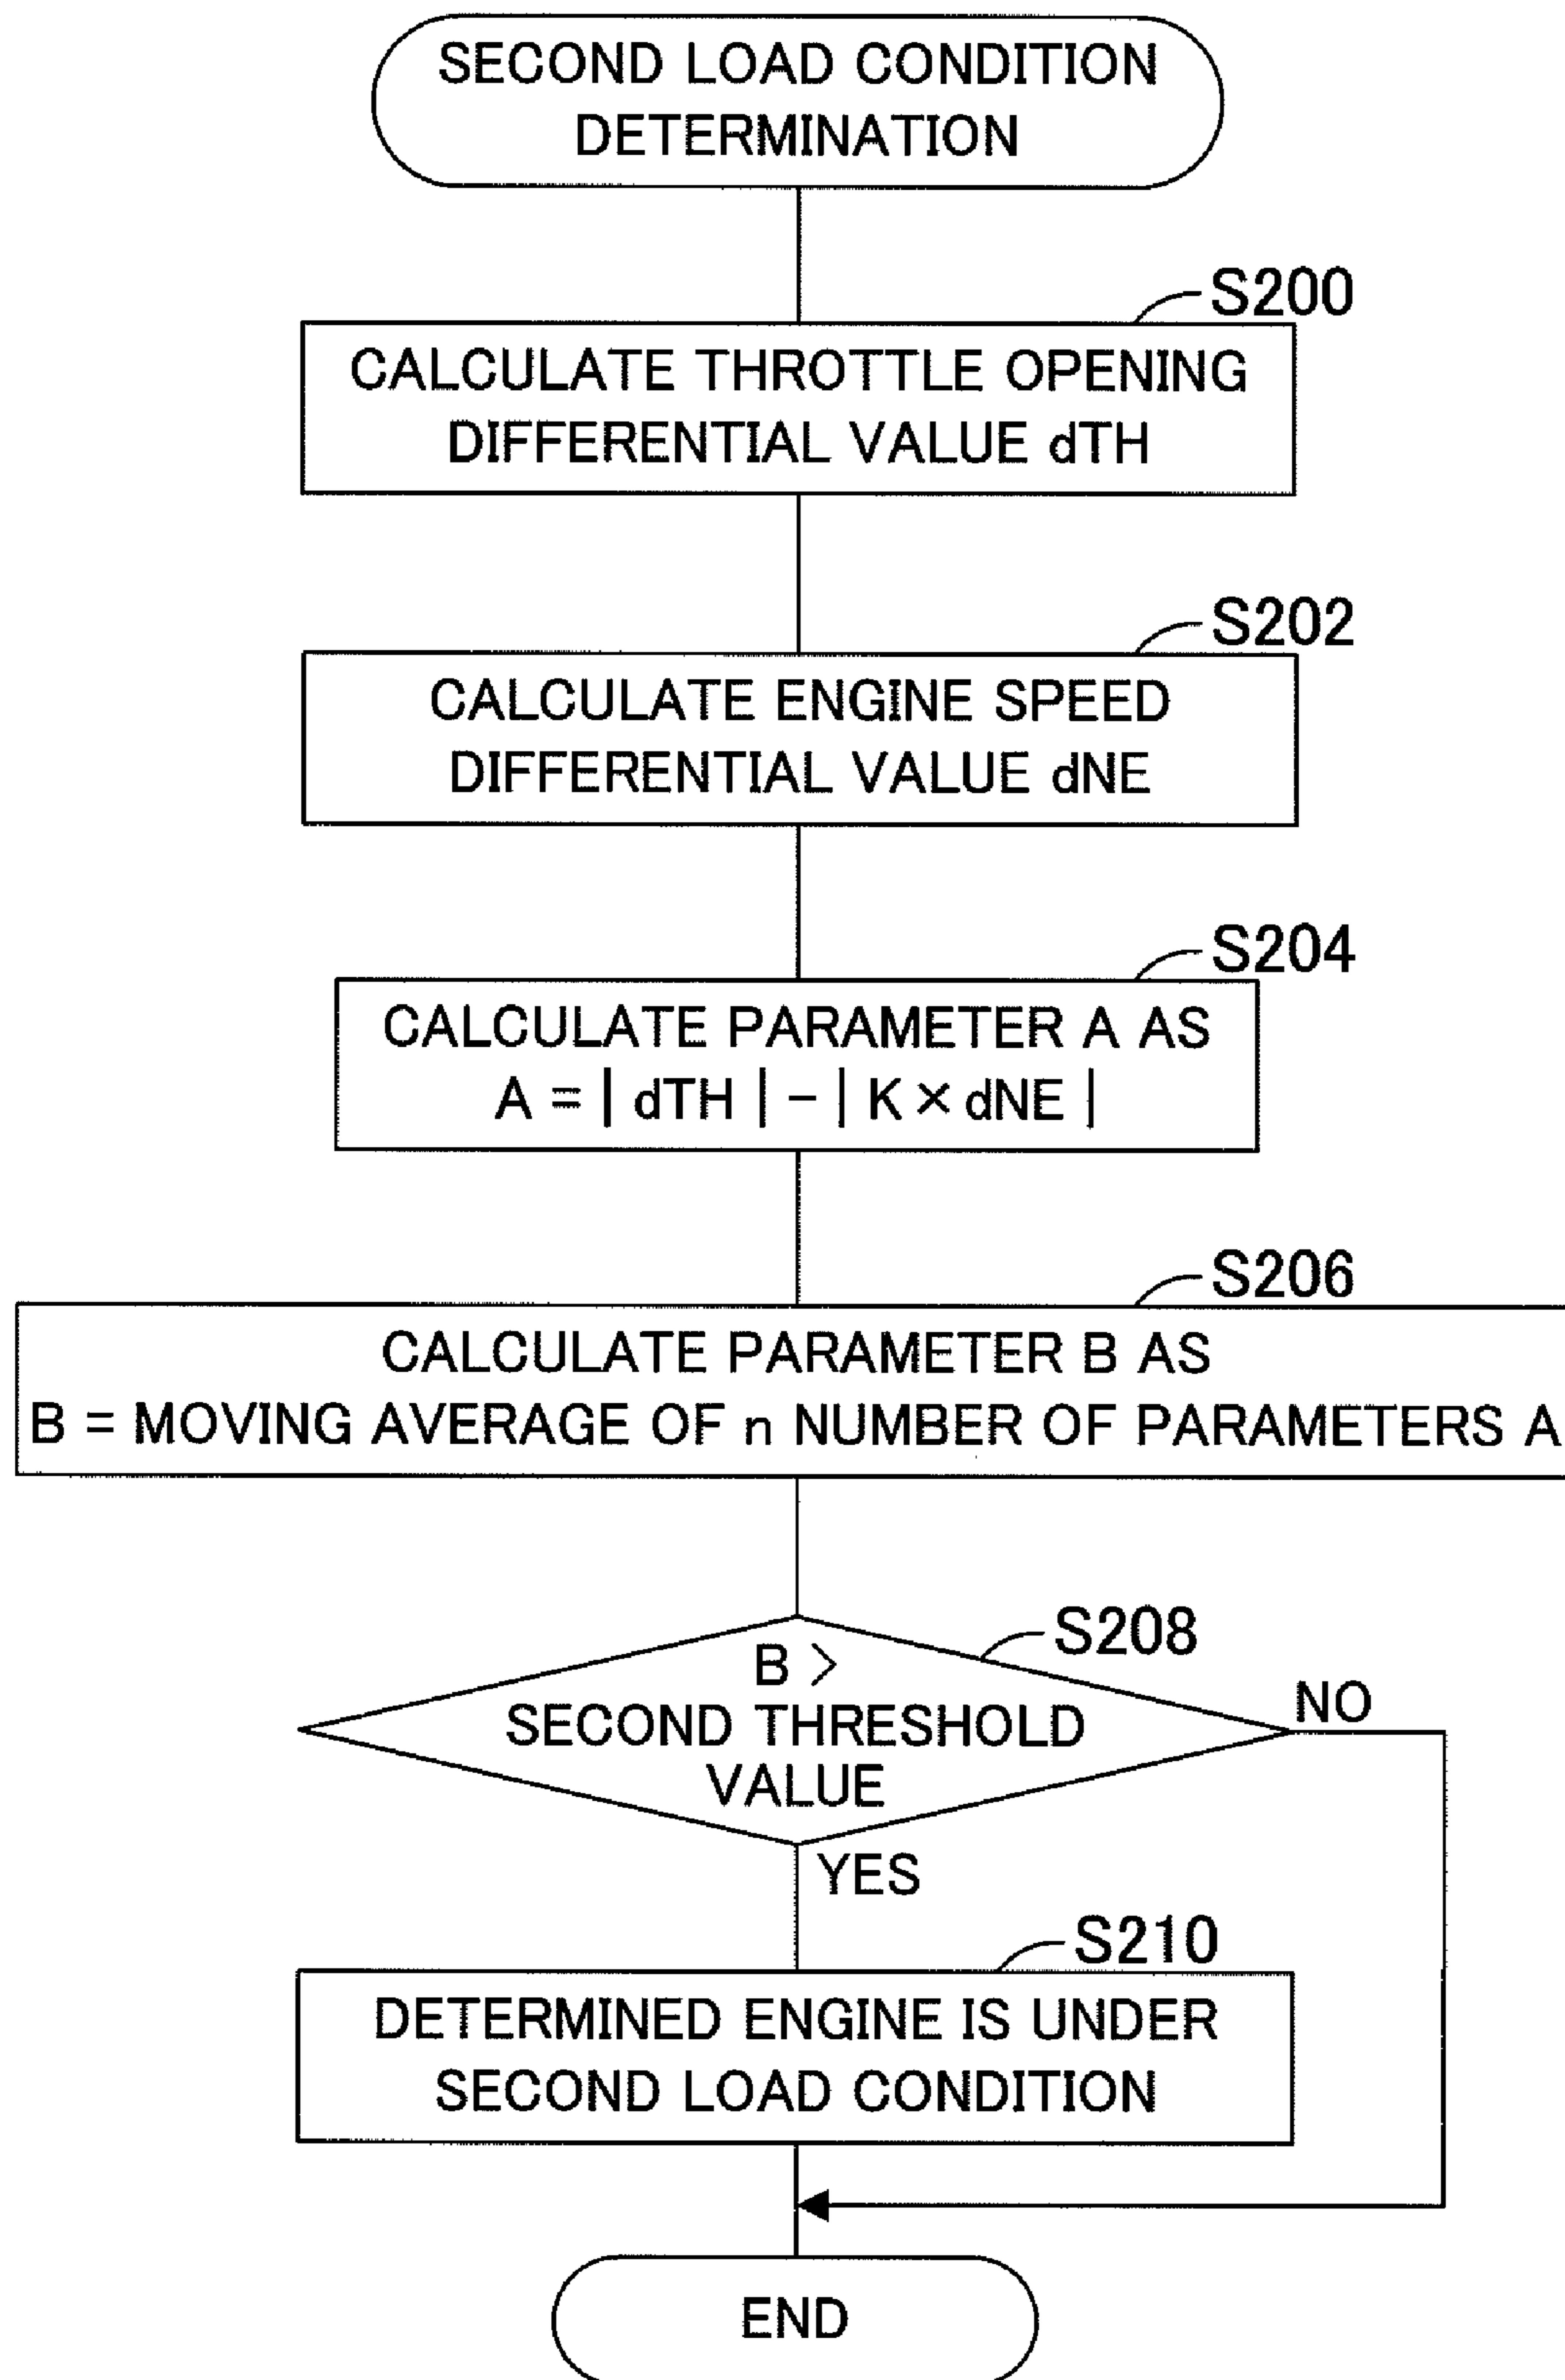 SECOND LOAD CONDITION
DETERMINATION
S200
CALCULATE THROTTLE OPENING
DIFFERENTIAL VALUE dTH
S202
CALCULATE ENGINE SPEED
DIFFERENTIAL VALUE dNE
S204
CALCULATE PARAMETER A AS
A = | dTH | − | K × dNE |
S206
CALCULATE PARAMETER B AS
B = MOVING AVERAGE OF n NUMBER OF PARAMETERS A
S208
B >
SECOND THRESHOLD
VALUE
NO
YES
S210
DETERMINED ENGINE IS UNDER
SECOND LOAD CONDITION
END